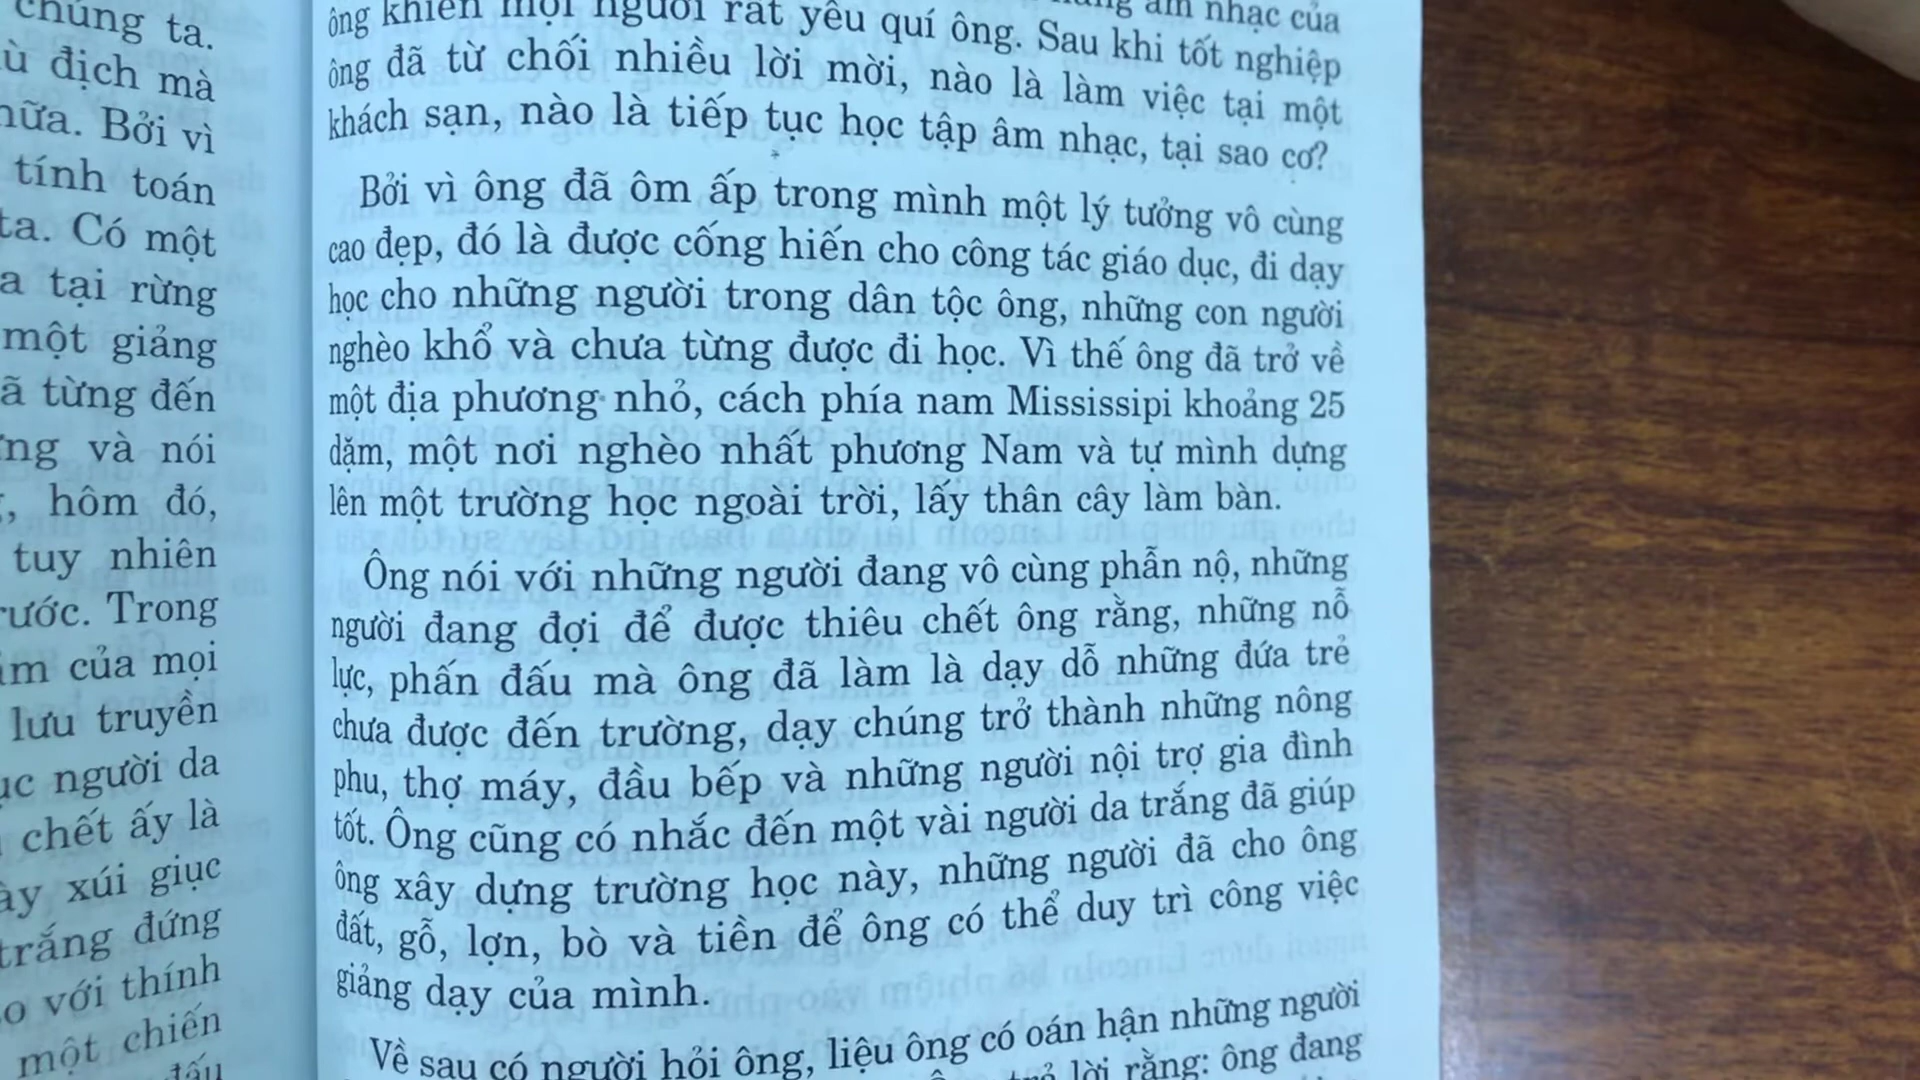 chúng ta.
ù địch mà
nữa. Bởi vì
tính toán
ta. Có một
a tại rừng
một giảng
ã từng đến
ng và nói
, hôm đó,
tuy nhiên
rước. Trong
âm của mọi
lưu truyền
ục người da
chết ấy là
ày xúi giục
trắng đứng
o với thính
một chiến
đấu
âm nhạc của
ông khiến mọi người rất yêu quí ông. Sau khi tốt nghiệp
ông đã từ chối nhiều lời mời, nào là làm việc tại một
khách sạn, nào là tiếp tục học tập âm nhạc, tại sao cơ?
Bởi vì ông đã ôm ấp trong mình một lý tưởng vô cùng
cao đẹp, đó là được cống hiến cho công tác giáo dục, đi dạy
học cho những người trong dân tộc ông, những con người
nghèo khổ và chưa từng được đi học. Vì thế ông đã trở về
một địa phương nhỏ, cách phía nam Mississipi khoảng 25
dặm, một nơi nghèo nhất phương Nam và tự mình dựng
lên một trường học ngoài trời, lấy thân cây làm bàn.
Ông nói với những người đang vô cùng phẫn nộ, những
người đang đợi để được thiêu chết ông rằng, những nỗ
lực, phấn đấu mà ông đã làm là dạy dỗ những đứa trẻ
chưa được đến trường, dạy chúng trở thành những nông
phu, thợ máy, đầu bếp và những người nội trợ gia đình
tốt. Ông cũng có nhắc đến một vài người da trắng đã giúp
ông xây dựng trường học này, những người đã cho ông
đất, gỗ, lợn, bò và tiền để ông có thể duy trì công việc
giảng dạy của mình.
Về sau có người hỏi ông, liệu ông có oán hận những người
lời rằng: ông đang